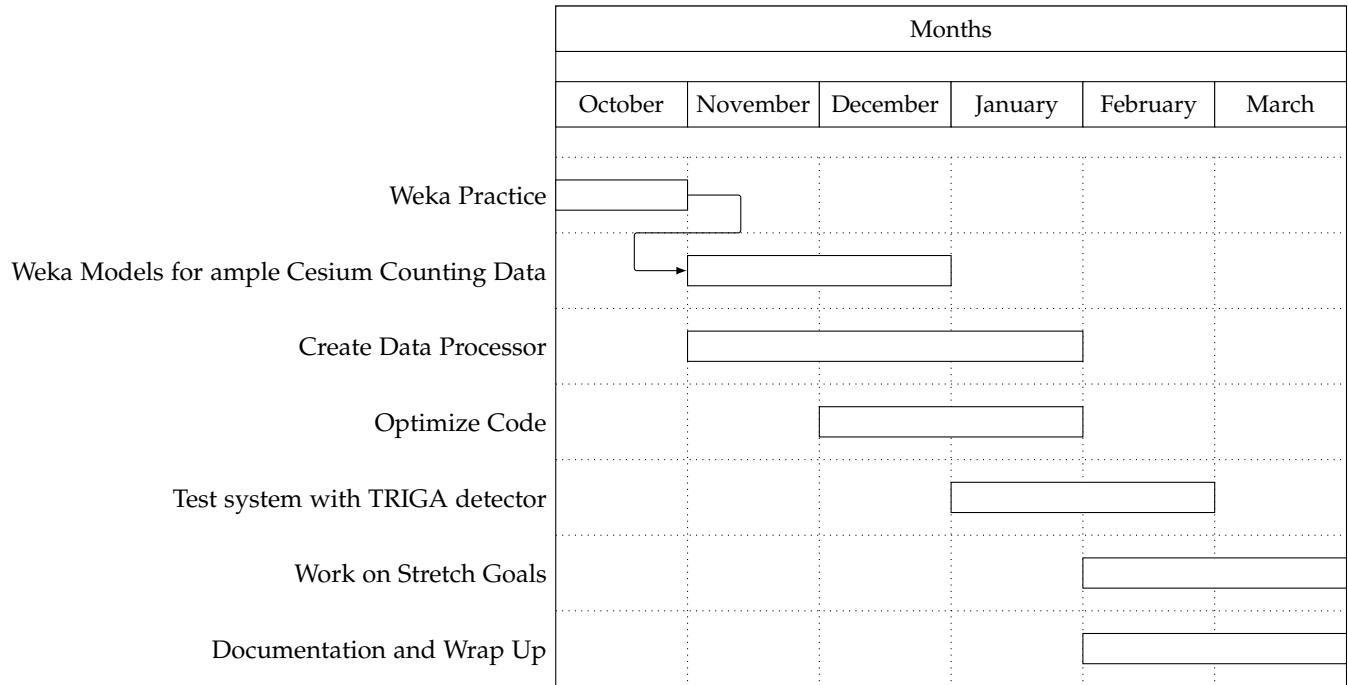 Months
October November December January February March
Weka Practice
Weka Models for ample Cesium Counting Data
Create Data Processor
Optimize Code
Test system with TRIGA detector
Work on Stretch Goals
Documentation and Wrap Up